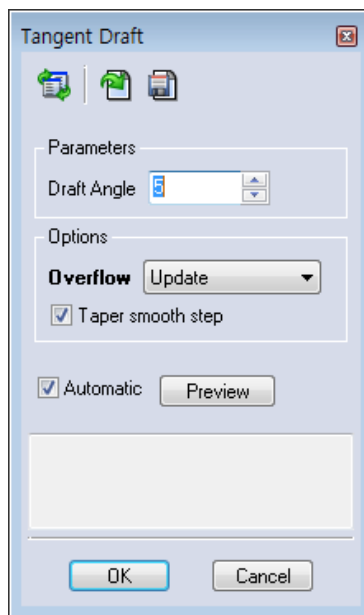 Tangent Draft
Parameters
Draft Angle 5
Options
Overflow Update
Taper smooth step
Automatic Preview
OK Cancel